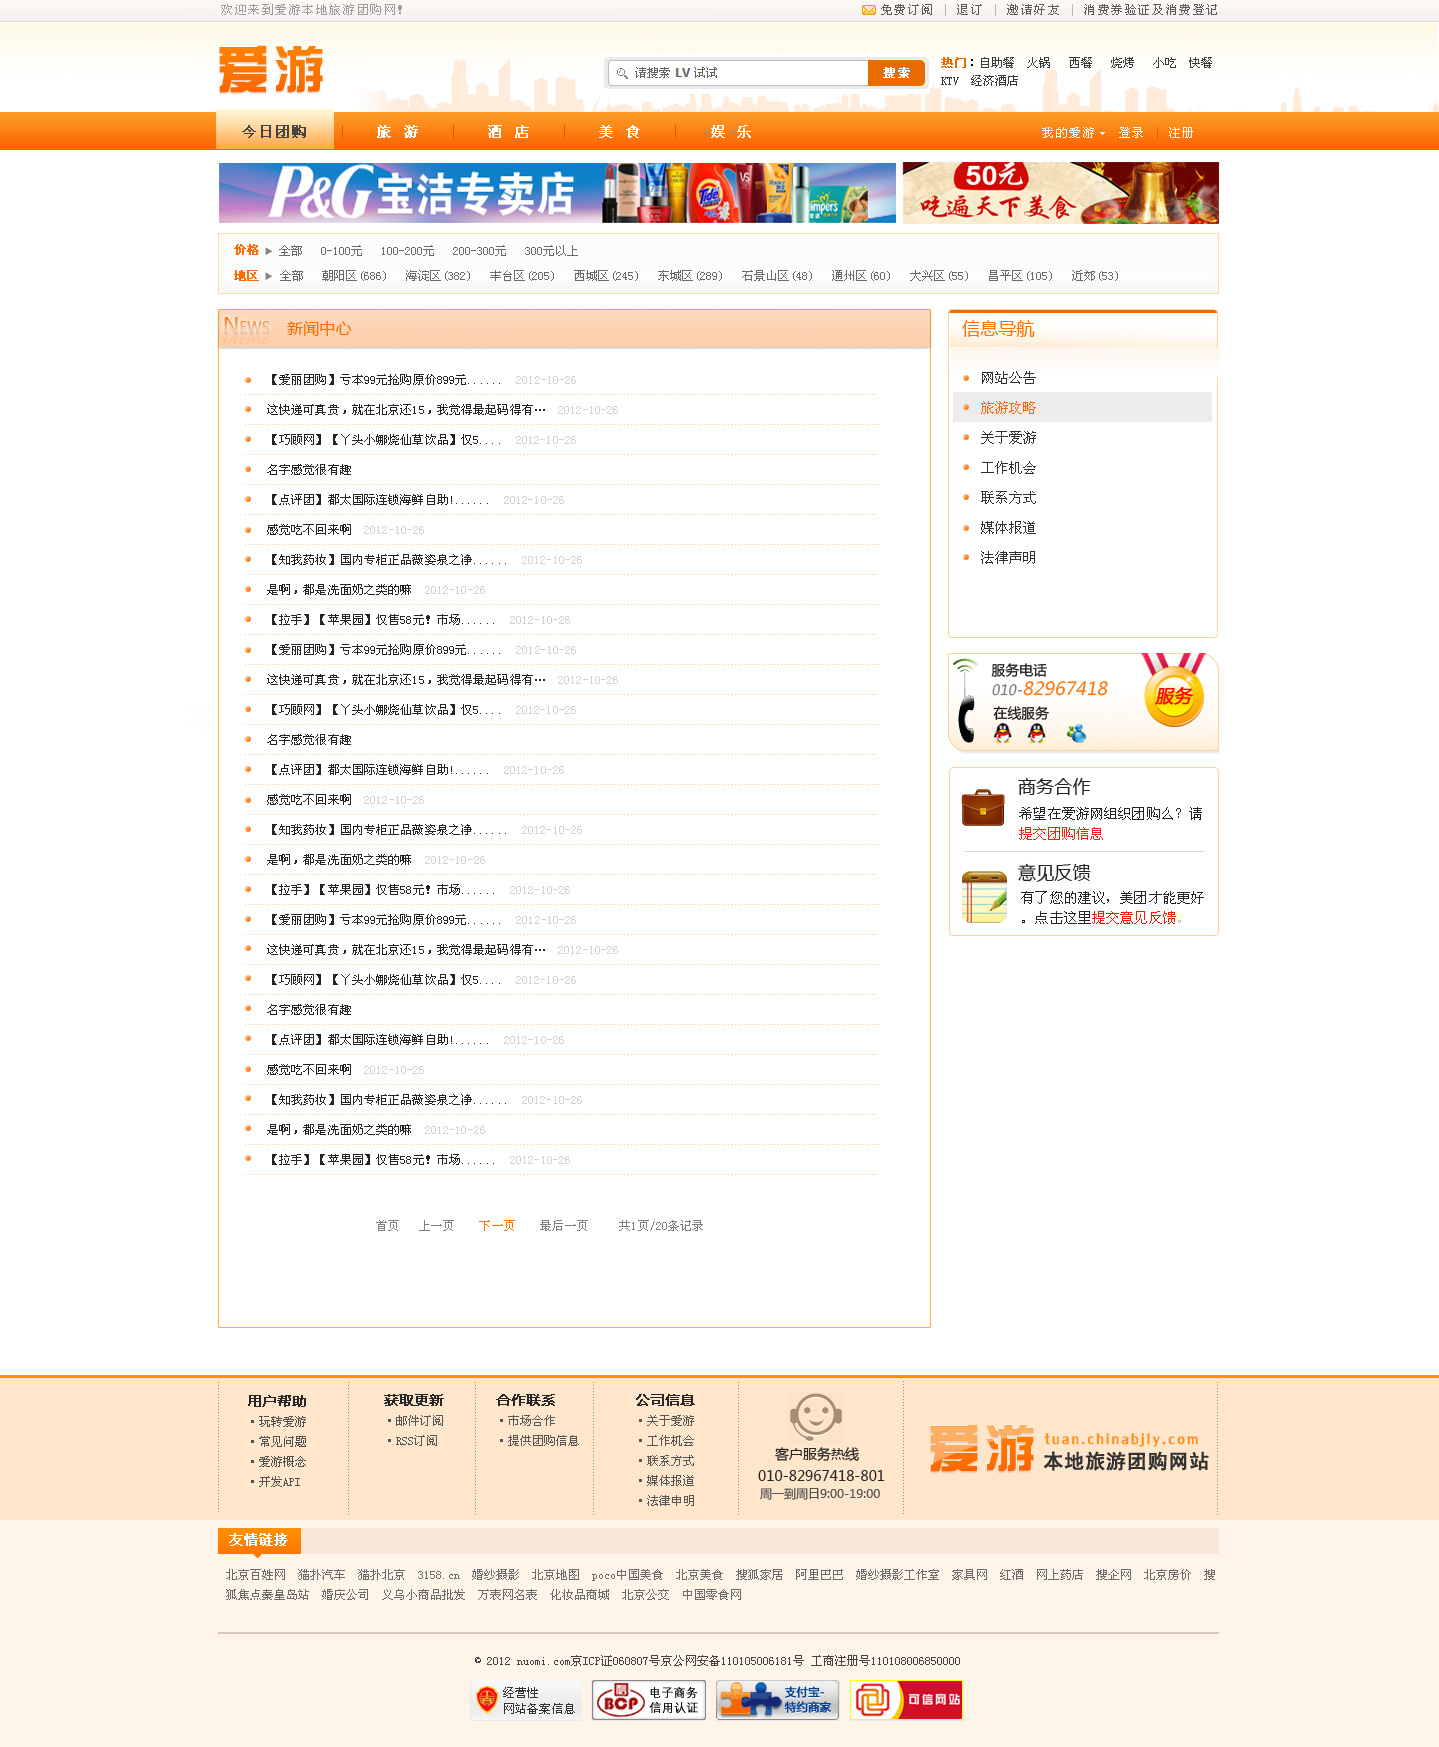 欢迎来到爱游本地旅游团购网!
免费订阅 | 退订 | 邀请好友 | 消费券验证及消费登记
爱游
请搜索 LV 试试
搜 索
热门:自助餐 火锅 西餐 烧烤 小吃 快餐
KTV 经济酒店
今日团购 旅 游 酒 店 美 食 娱 乐
我的爱游 登录 注册
P&G宝洁专卖店
Tide
VS
Pampers
50元
吃遍天下美食
价格 全部 0-100元 100-200元 200-300元 300元以上
地区 全部 朝阳区(686) 海淀区(382) 丰台区(205) 西城区(245) 东城区(289) 石景山区(48) 通州区(60) 大兴区(55) 昌平区(105) 近郊(53)
NEWS 新闻中心
【爱丽团购】亏本99元抢购原价899元...... 2012-10-26
这快递可真贵,就在北京还15,我觉得最起码得有… 2012-10-26
【巧顾网】【丫头小娜烧仙草饮品】仅5.... 2012-10-26
名字感觉很有趣
【点评团】都太国际连锁海鲜自助!...... 2012-10-26
感觉吃不回来啊 2012-10-26
【知我药妆】国内专柜正品薇姿泉之净...... 2012-10-26
是啊,都是洗面奶之类的嘛 2012-10-26
【拉手】【苹果园】仅售58元! 市场...... 2012-10-26
【爱丽团购】亏本99元抢购原价899元...... 2012-10-26
这快递可真贵,就在北京还15,我觉得最起码得有… 2012-10-26
【巧顾网】【丫头小娜烧仙草饮品】仅5.... 2012-10-26
名字感觉很有趣
【点评团】都太国际连锁海鲜自助!...... 2012-10-26
感觉吃不回来啊 2012-10-26
【知我药妆】国内专柜正品薇姿泉之净...... 2012-10-26
是啊,都是洗面奶之类的嘛 2012-10-26
【拉手】【苹果园】仅售58元! 市场...... 2012-10-26
【爱丽团购】亏本99元抢购原价899元...... 2012-10-26
这快递可真贵,就在北京还15,我觉得最起码得有… 2012-10-26
【巧顾网】【丫头小娜烧仙草饮品】仅5.... 2012-10-26
名字感觉很有趣
【点评团】都太国际连锁海鲜自助!...... 2012-10-26
感觉吃不回来啊 2012-10-26
【知我药妆】国内专柜正品薇姿泉之净...... 2012-10-26
是啊,都是洗面奶之类的嘛 2012-10-26
【拉手】【苹果园】仅售58元! 市场...... 2012-10-26
首页 上一页 下一页 最后一页 共1页/20条记录
信息导航
网站公告
旅游攻略
关于爱游
工作机会
联系方式
媒体报道
法律声明
服务电话
010-82967418
在线服务
服务
商务合作
希望在爱游网组织团购么? 请
提交团购信息
意见反馈
有了您的建议，美团才能更好
。点击这里提交意见反馈。
用户帮助
玩转爱游
常见问题
爱游概念
开发API
获取更新
邮件订阅
RSS订阅
合作联系
市场合作
提供团购信息
公司信息
关于爱游
工作机会
联系方式
媒体报道
法律申明
客户服务热线
010-82967418-801
周一到周日9:00-19:00
爱游 tuan.chinabjly.com
本地旅游团购网站
友情链接
北京百姓网 猫扑汽车 猫扑北京 3158.cn 婚纱摄影 北京地图 poco中国美食 北京美食 搜狐家居 阿里巴巴 婚纱摄影工作室 家具网 红酒 网上药店 搜企网 北京房价 搜
狐焦点秦皇岛站 婚庆公司 义乌小商品批发 万表网名表 化妆品商城 北京公交 中国零食网
© 2012 nuomi.com京ICP证060807号京公网安备110105006181号 工商注册号110108006850000
经营性
网站备案信息
BCP 电子商务
信用认证
支付宝-
特约商家
可信网站